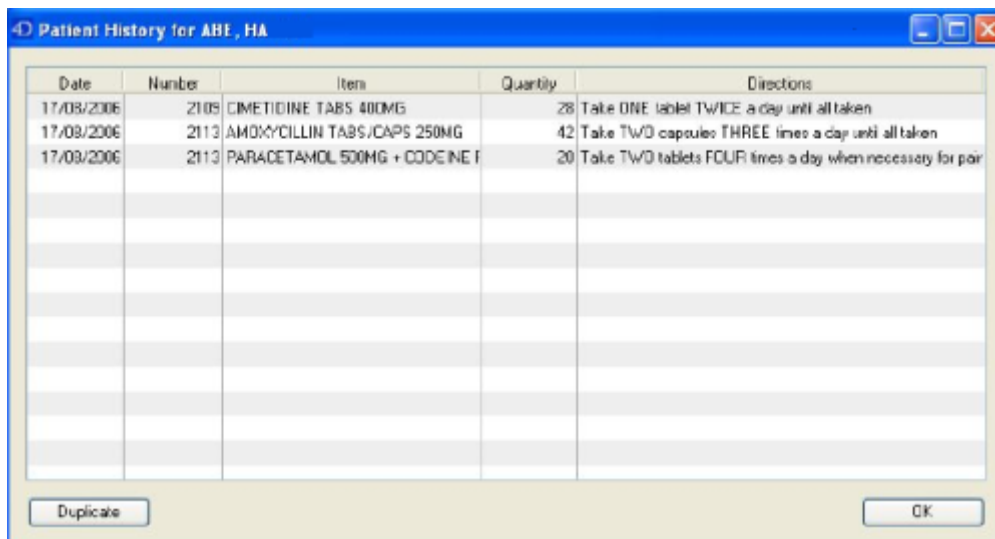 Patient History for ABE, HA
Date Number Item Quantity Directions
17/08/2006 2109 CIMETIDINE TABS 400MG 28 Take ONE tablet TWICE a day until all taken
17/08/2006 2113 AMOXYCILLIN TABS/CAPS 250MG 42 Take TWO capsules THREE times a day until all taken
17/08/2006 2113 PARACETAMOL 500MG + CODEINE 20 Take TWO tablets FOUR times a day when necessary for
Duplicate OK